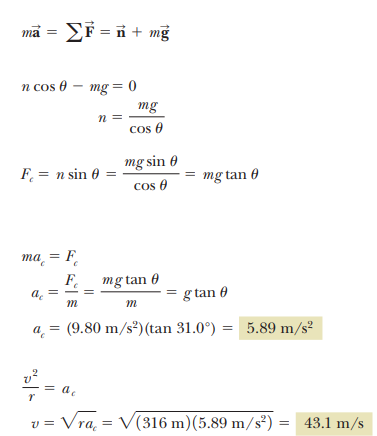 ma⃗ = ∑F⃗ = n⃗ + mg⃗
n cos θ − mg = 0
n = mg / cos θ
F_c = n sin θ = mg sin θ / cos θ = mg tan θ
ma_c = F_c
a_c = F_c / m = mg tan θ / m = g tan θ
a_c = (9.80 m/s²)(tan 31.0°) = 5.89 m/s²
v² / r = a_c
v = √ra_c = √(316 m)(5.89 m/s²) = 43.1 m/s